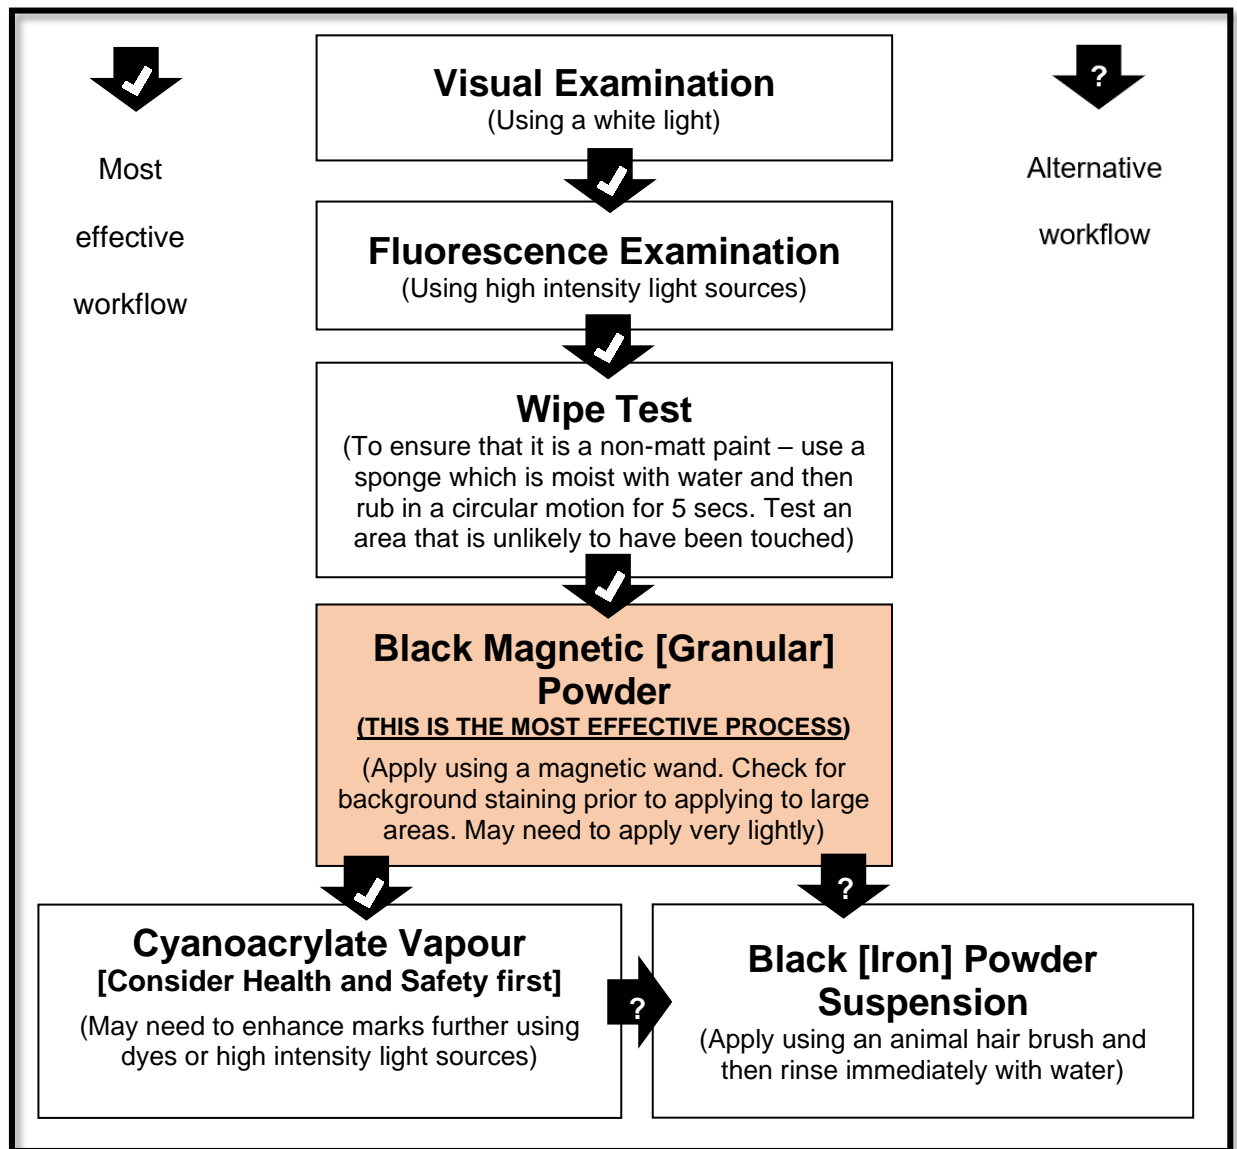 Visual Examination
(Using a white light)
?
Most
effective
workflow
Alternative
workflow
Fluorescence Examination
(Using high intensity light sources)
Wipe Test
(To ensure that it is a non-matt paint – use a
sponge which is moist with water and then
rub in a circular motion for 5 secs. Test an
area that is unlikely to have been touched)
Black Magnetic [Granular]
Powder
(THIS IS THE MOST EFFECTIVE PROCESS)
(Apply using a magnetic wand. Check for
background staining prior to applying to large
areas. May need to apply very lightly)
?
Cyanoacrylate Vapour
[Consider Health and Safety first]
(May need to enhance marks further using
dyes or high intensity light sources)
?
Black [Iron] Powder
Suspension
(Apply using an animal hair brush and
then rinse immediately with water)